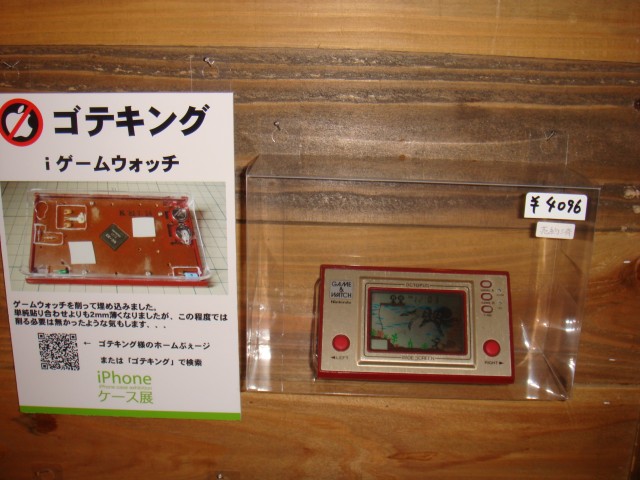 ゴテキング
iゲームウォッチ
ゲームウォッチを削って埋め込みました。
単純貼り合わせよりも2mm薄くなりましたが、この程度では
削る必要は無かったような気もします．．．
← ゴテキング様のホームぷぇージ
または「ゴテキング」で検索
iPhone
ケース展
¥4096
GAME &
WATCH
Nintendo
OCTOPUS
◄LEFT
WIDE SCREEN
RIGHT►